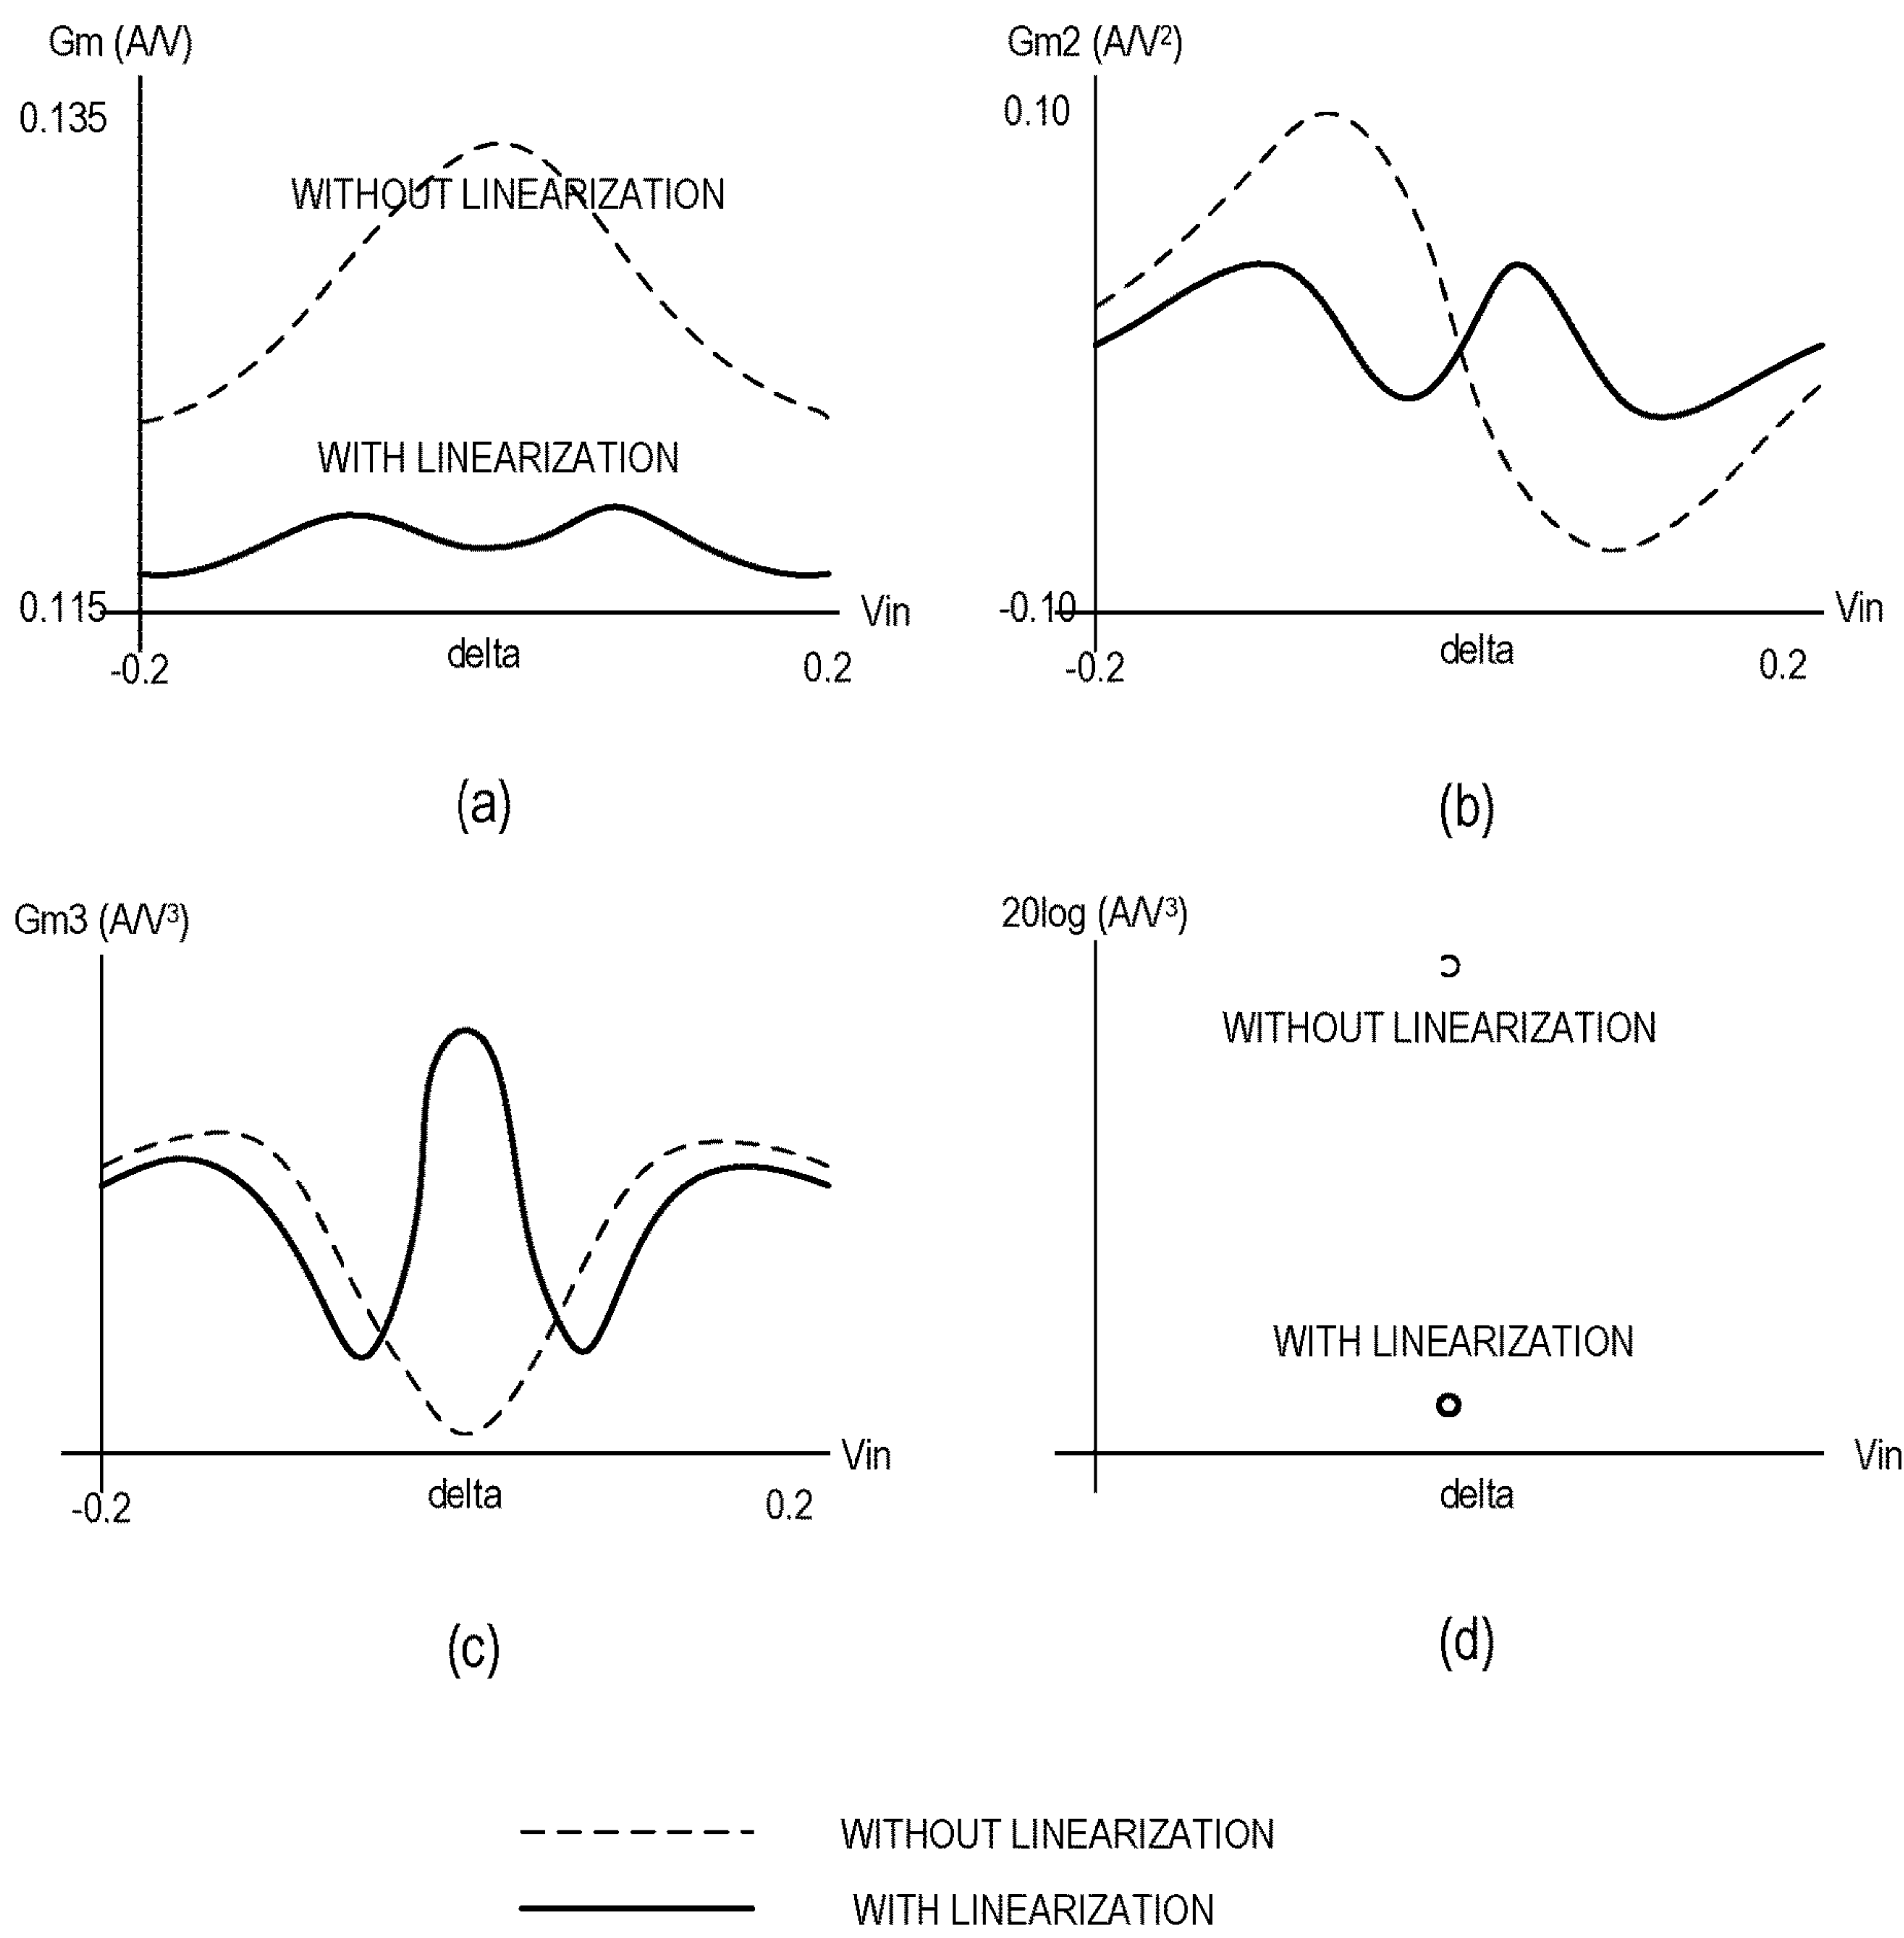 Gm (A/V)
0.135
WITHOUT LINEARIZATION
WITH LINEARIZATION
0.115
Vin
-0.2
delta
0.2
(a)
Gm2 (A/V²)
0.10
-0.10
Vin
-0.2
delta
0.2
(b)
Gm3 (A/V³)
Vin
-0.2
delta
0.2
(c)
20log (A/V³)
WITHOUT LINEARIZATION
WITH LINEARIZATION
Vin
delta
(d)
WITHOUT LINEARIZATION
WITH LINEARIZATION